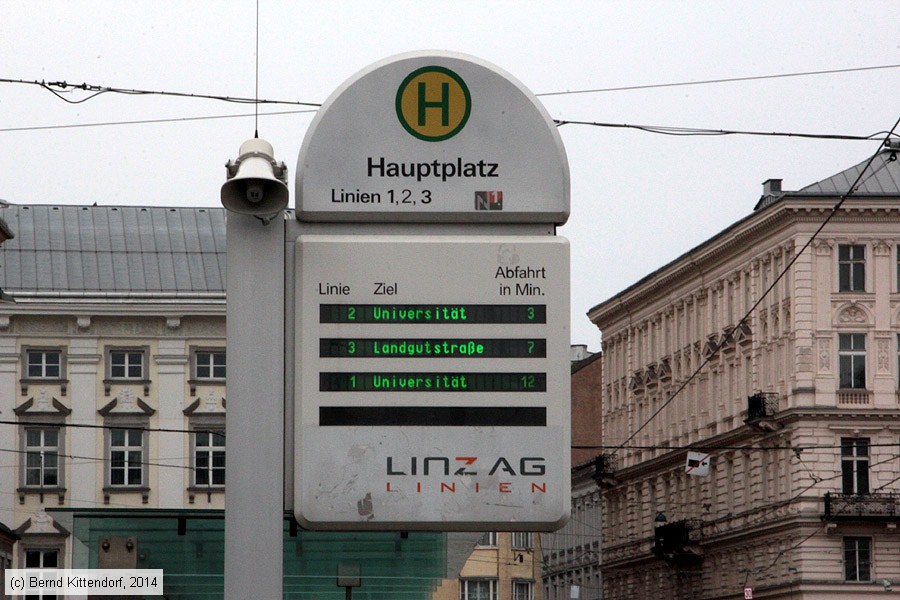 H
Hauptplatz
Linien 1, 2, 3 N1
Abfahrt
Linie Ziel in Min.
2 Universität 3
3 Landgutstraße 7
1 Universität 12
LINZ AG
LINIEN
© Bernd Kittendorf, 2014